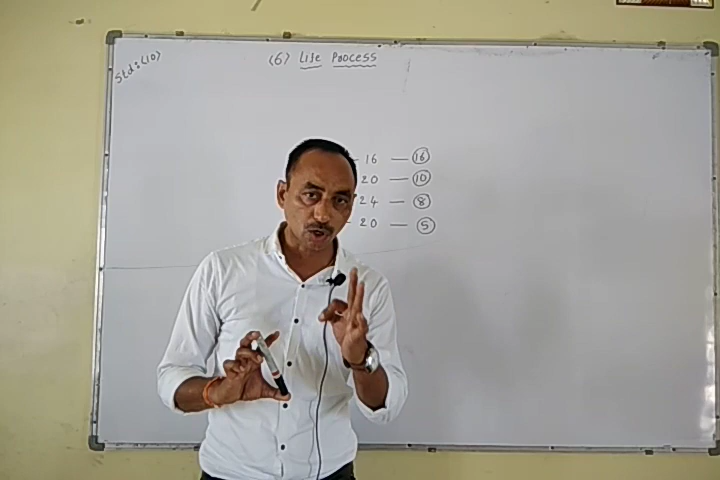 Std:(10)
(6) Life Process
- 16 — 16
20 — 10
24 — 8
- 20 — 5